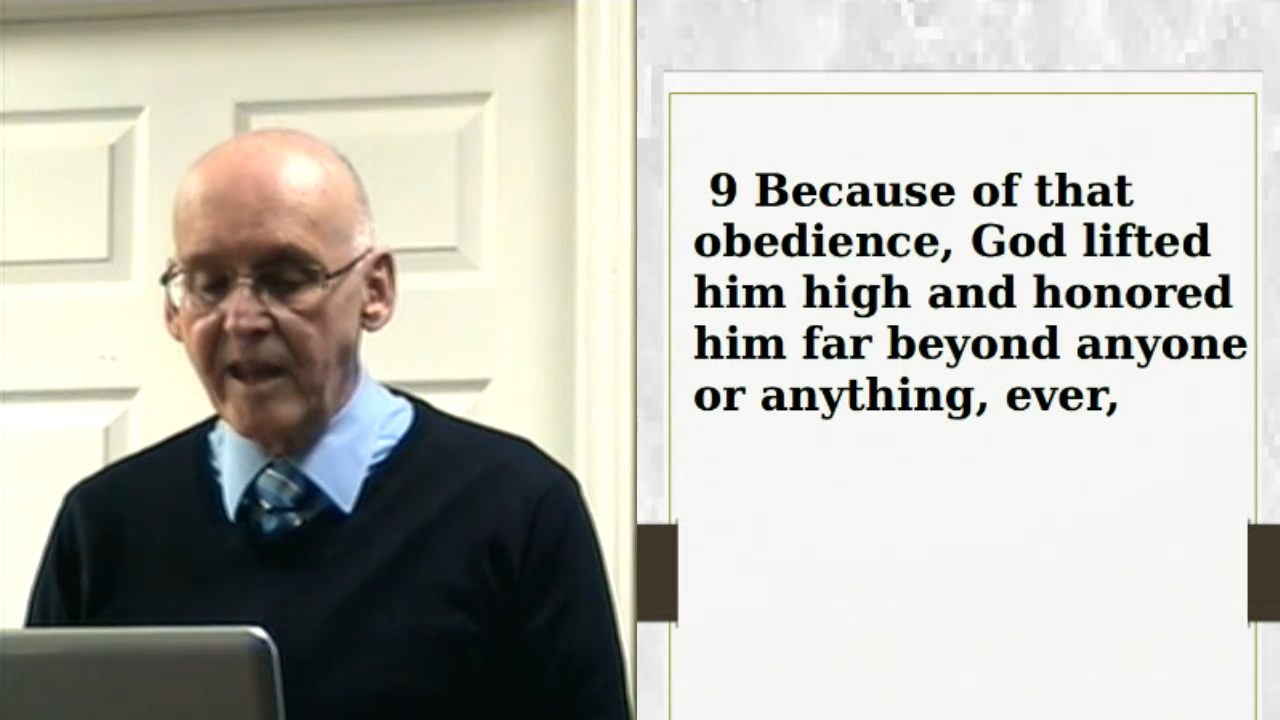 9 Because of that
obedience, God lifted
him high and honored
him far beyond anyone
or anything, ever,